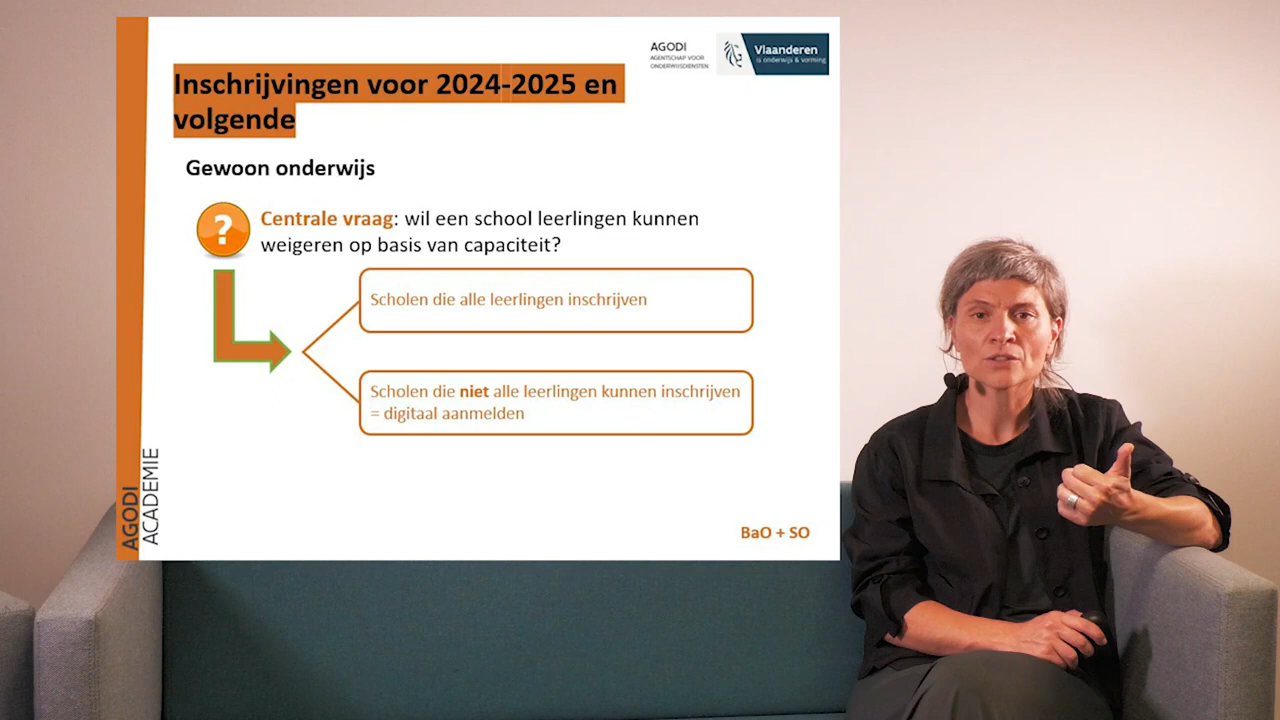 AGODI
AGENTSCHAP VOOR
ONDERWIJSDIENSTEN
Vlaanderen
is onderwijs & vorming
Inschrijvingen voor 2024-2025 en
volgende
Gewoon onderwijs
?
Centrale vraag: wil een school leerlingen kunnen
weigeren op basis van capaciteit?
Scholen die alle leerlingen inschrijven
Scholen die niet alle leerlingen kunnen inschrijven
= digitaal aanmelden
AGODI
ACADEMIE
BaO + SO